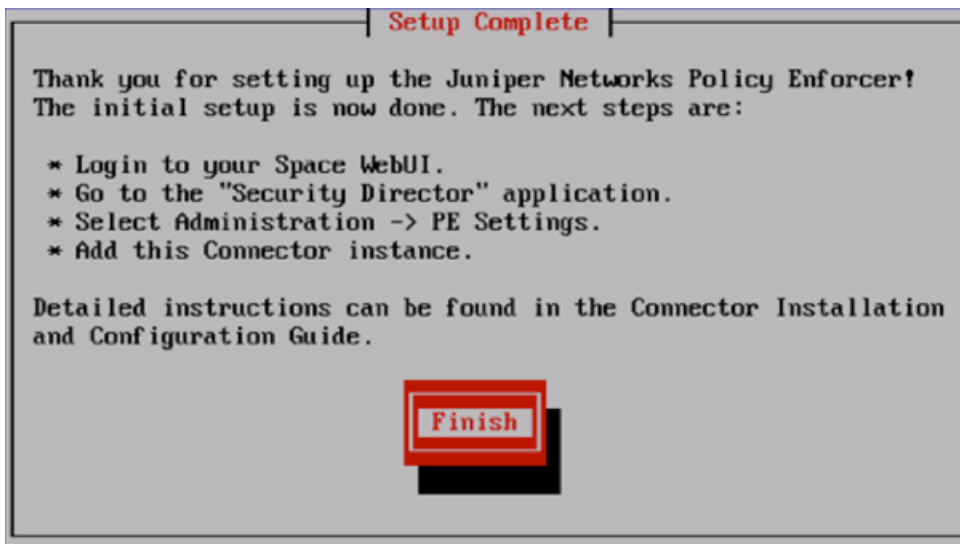 Setup Complete
Thank you for setting up the Juniper Networks Policy Enforcer!
The initial setup is now done. The next steps are:
* Login to your Space WebUI.
* Go to the "Security Director" application.
* Select Administration -> PE Settings.
* Add this Connector instance.
Detailed instructions can be found in the Connector Installation
and Configuration Guide.
Finish